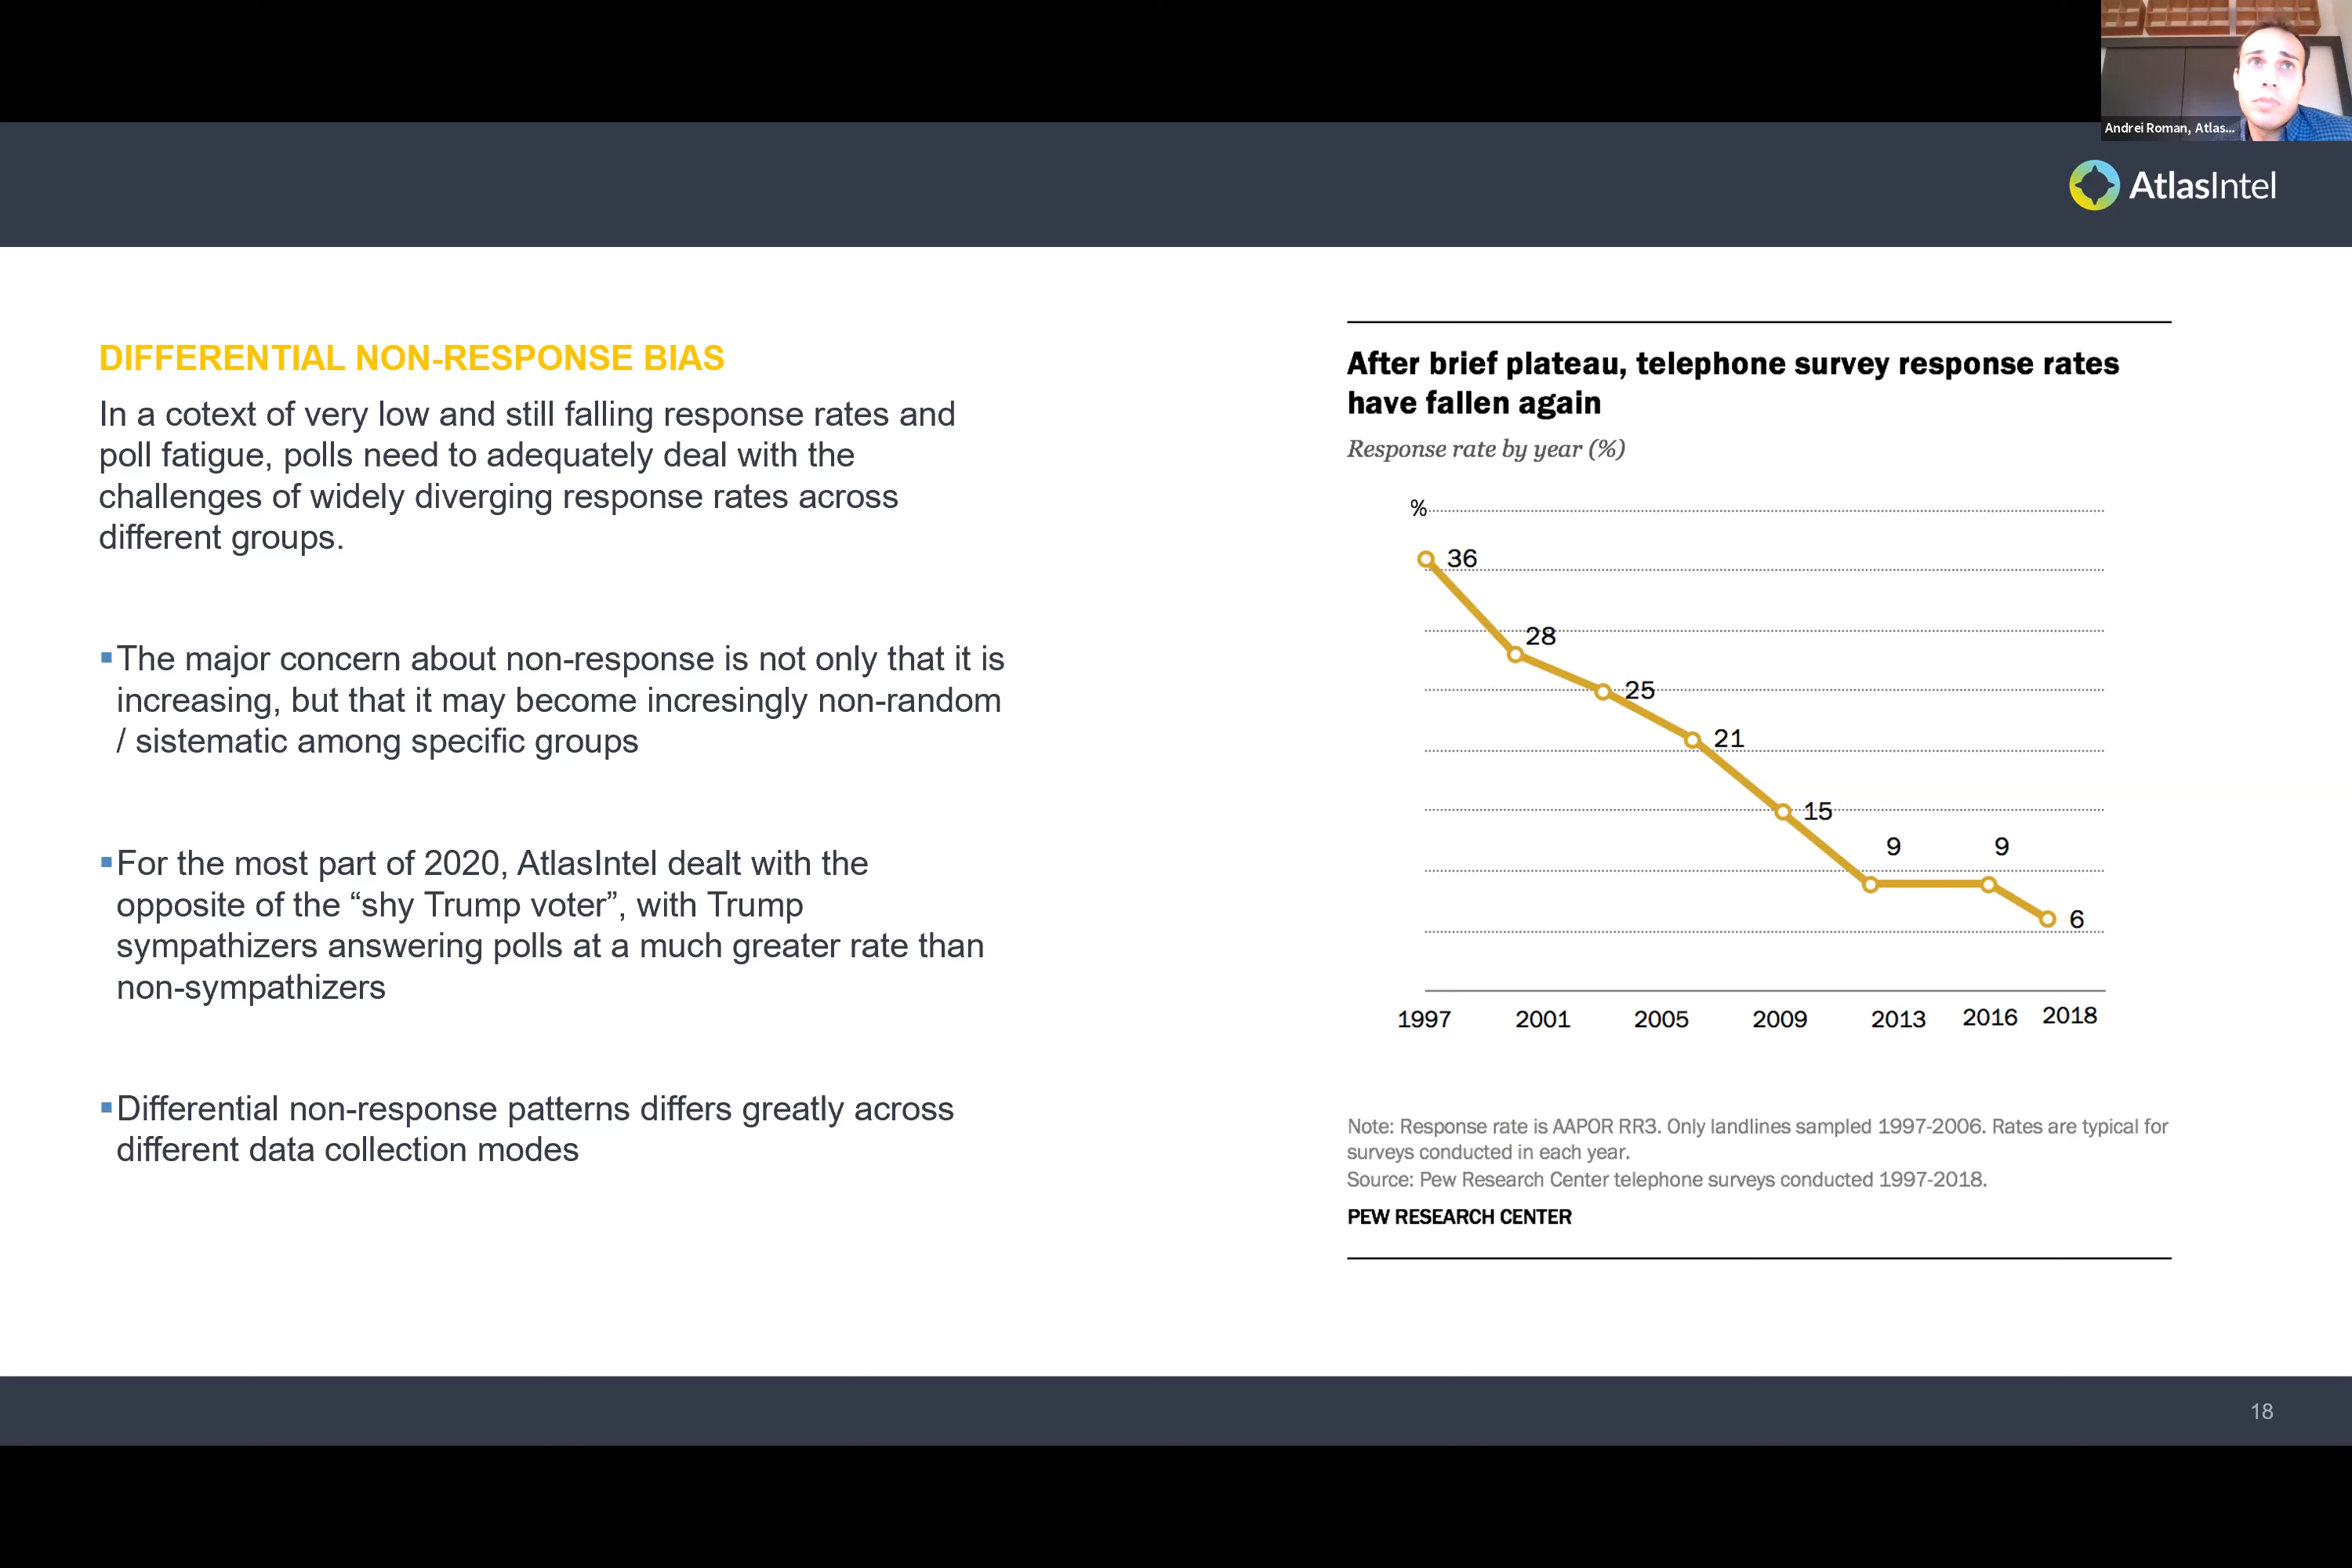 Andrei Roman, Atlas...
AtlasIntel
DIFFERENTIAL NON-RESPONSE BIAS
In a cotext of very low and still falling response rates and
poll fatigue, polls need to adequately deal with the
challenges of widely diverging response rates across
different groups.
▪The major concern about non-response is not only that it is
increasing, but that it may become incresingly non-random
/ sistematic among specific groups
▪For the most part of 2020, AtlasIntel dealt with the
opposite of the “shy Trump voter”, with Trump
sympathizers answering polls at a much greater rate than
non-sympathizers
▪Differential non-response patterns differs greatly across
different data collection modes
After brief plateau, telephone survey response rates
have fallen again
Response rate by year (%)
%
36
28
25
21
15
9 9
6
1997 2001 2005 2009 2013 2016 2018
Note: Response rate is AAPOR RR3. Only landlines sampled 1997-2006. Rates are typical for
surveys conducted in each year.
Source: Pew Research Center telephone surveys conducted 1997-2018.
PEW RESEARCH CENTER
18